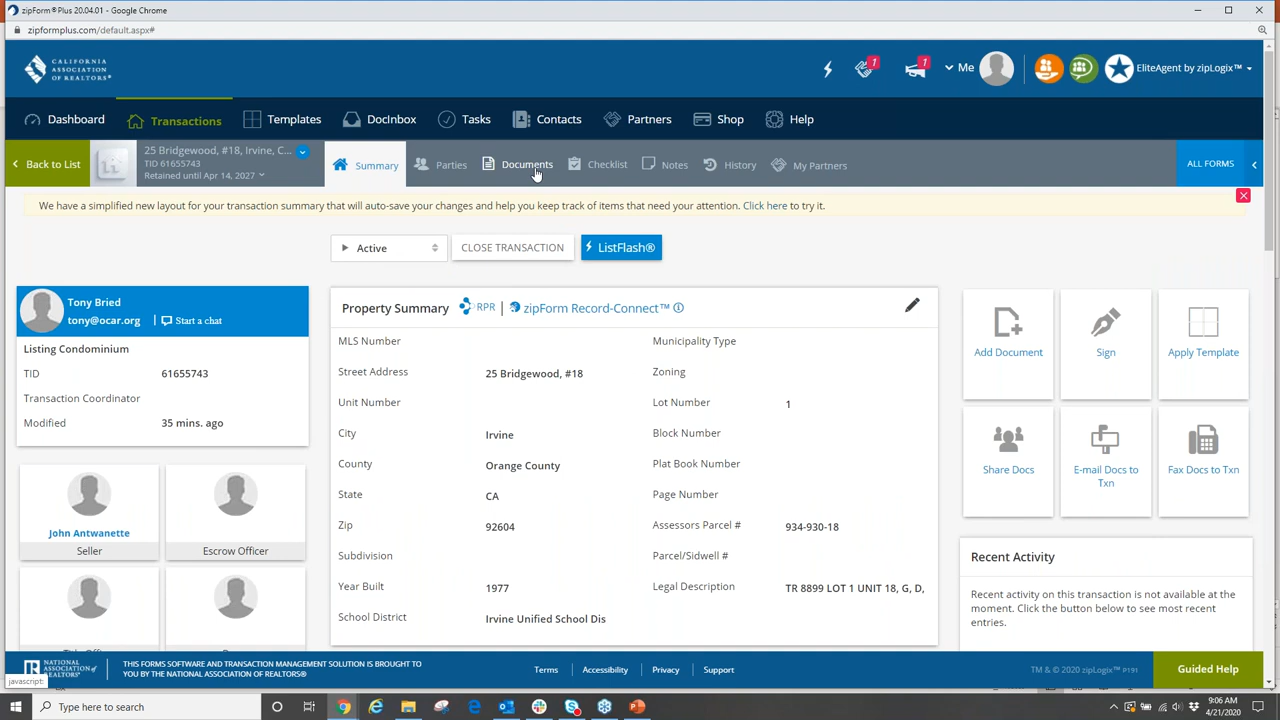 zipForm® Plus 20.04.01 - Google Chrome
zipformplus.com/default.aspx#
CALIFORNIA
ASSOCIATION
OF REALTORS®
1
1
Me
EliteAgent by zipLogix™
Dashboard
Transactions
Templates
DocInbox
Tasks
Contacts
Partners
Shop
Help
Back to List
25 Bridgewood, #18, Irvine, C...
TID 61655743
Retained until Apr 14, 2027
Summary
Parties
Documents
Checklist
Notes
History
My Partners
ALL FORMS
We have a simplified new layout for your transaction summary that will auto-save your changes and help you keep track of items that need your attention. Click here to try it.
Active
CLOSE TRANSACTION
ListFlash®
Tony Bried
tony@ocar.org | Start a chat
Listing Condominium
TID 61655743
Transaction Coordinator
Modified 35 mins. ago
John Antwanette
Seller
Escrow Officer
Property Summary RPR | zipForm Record-Connect™
MLS Number
Street Address 25 Bridgewood, #18
Unit Number
City Irvine
County Orange County
State CA
Zip 92604
Subdivision
Year Built 1977
School District Irvine Unified School Dis
Municipality Type
Zoning
Lot Number 1
Block Number
Plat Book Number
Page Number
Assessors Parcel # 934-930-18
Parcel/Sidwell #
Legal Description TR 8899 LOT 1 UNIT 18, G, D,
Add Document
Sign
Apply Template
Share Docs
E-mail Docs to
Txn
Fax Docs to Txn
Recent Activity
Recent activity on this transaction is not available at the
moment. Click the button below to see most recent
entries.
NATIONAL
ASSOCIATION of
REALTORS®
THIS FORMS SOFTWARE AND TRANSACTION MANAGEMENT SOLUTION IS BROUGHT TO
YOU BY THE NATIONAL ASSOCIATION OF REALTORS®
Terms
Accessibility
Privacy
Support
TM & © 2020 zipLogix™ P191
Guided Help
javascript:
Type here to search
9:06 AM
4/21/2020